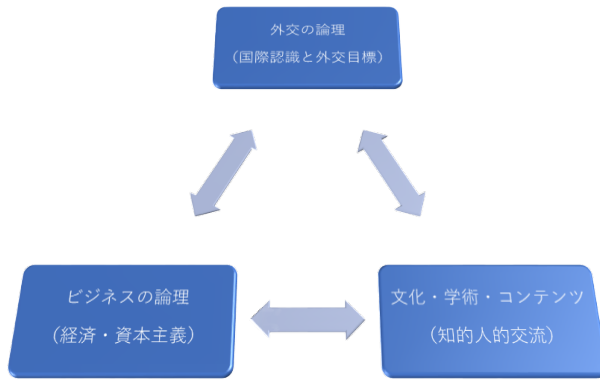 外交の論理
（国際認識と外交目標）
ビジネスの論理
（経済・資本主義）
文化・学術・コンテンツ
（知的人的交流）